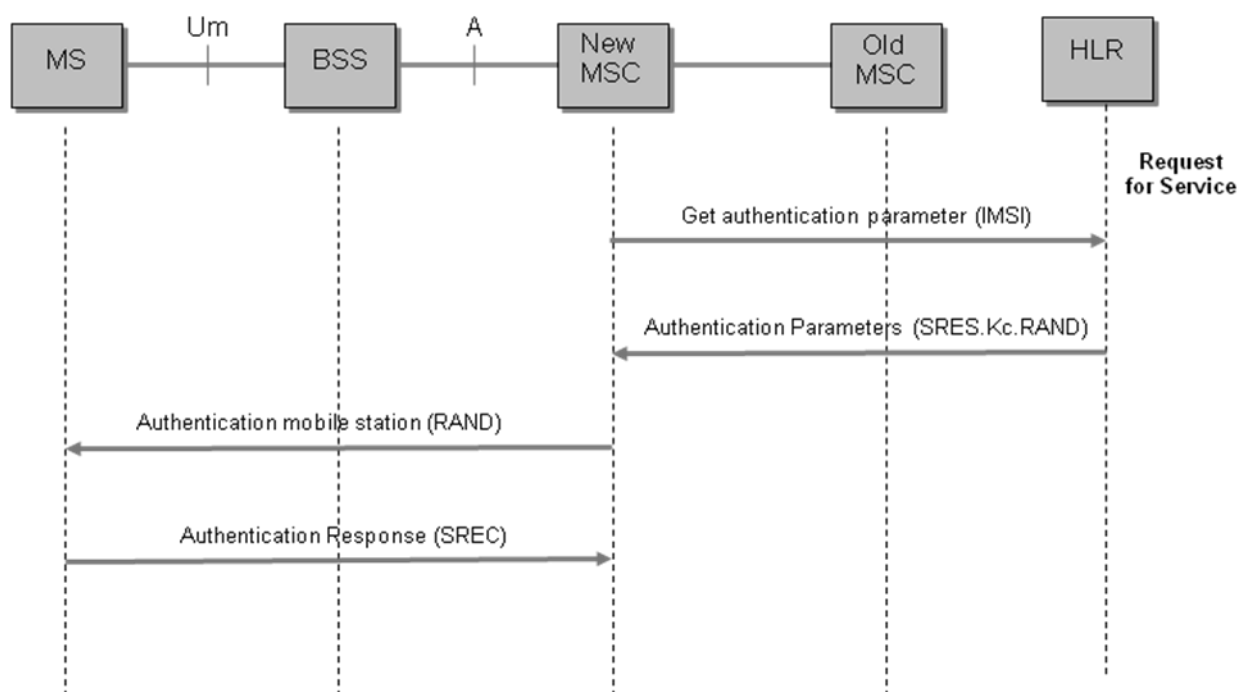 Um
A
MS
BSS
New
MSC
Old
MSC
HLR
Request
for Service
Get authentication parameter (IMSI)
Authentication Parameters (SRES.Kc.RAND)
Authentication mobile station (RAND)
Authentication Response (SREC)